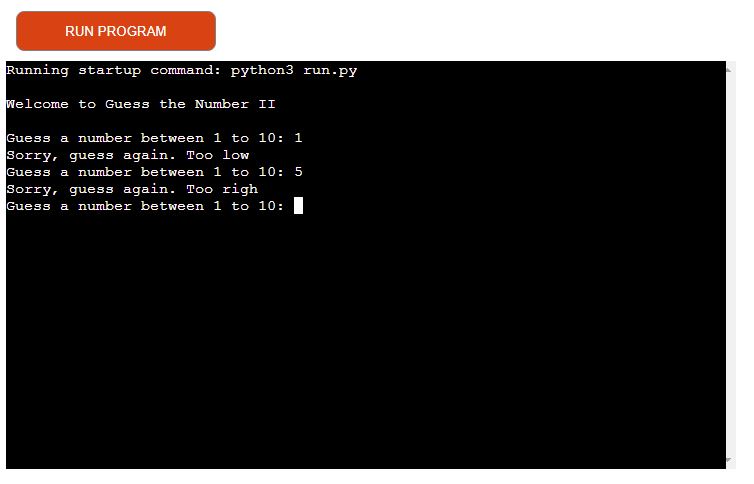 RUN PROGRAM
Running startup command: python3 run.py
Welcome to Guess the Number II
Guess a number between 1 to 10: 1
Sorry, guess again. Too low
Guess a number between 1 to 10: 5
Sorry, guess again. Too righ
Guess a number between 1 to 10: